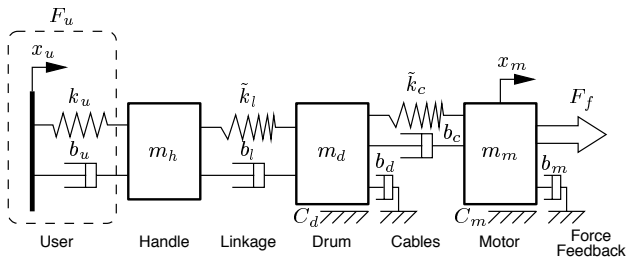 F_u
x_u
k_u
b_u
m_h
k̃_l
b_l
m_d
b_d
C_d
k̃_c
b_c
x_m
m_m
b_m
C_m
F_f
User
Handle
Linkage
Drum
Cables
Motor
Force
Feedback